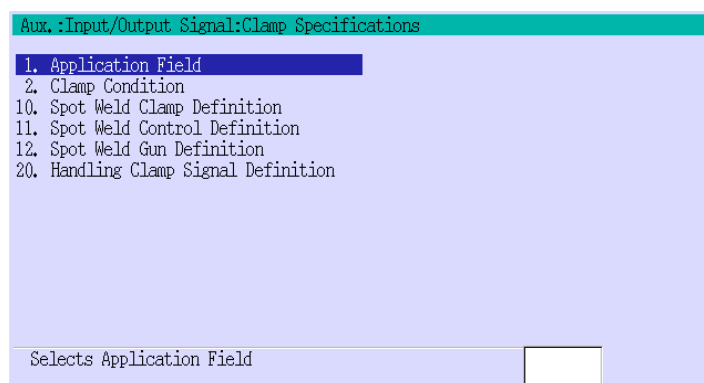 Aux.:Input/Output Signal:Clamp Specifications
1. Application Field
2. Clamp Condition
10. Spot Weld Clamp Definition
11. Spot Weld Control Definition
12. Spot Weld Gun Definition
20. Handling Clamp Signal Definition
Selects Application Field